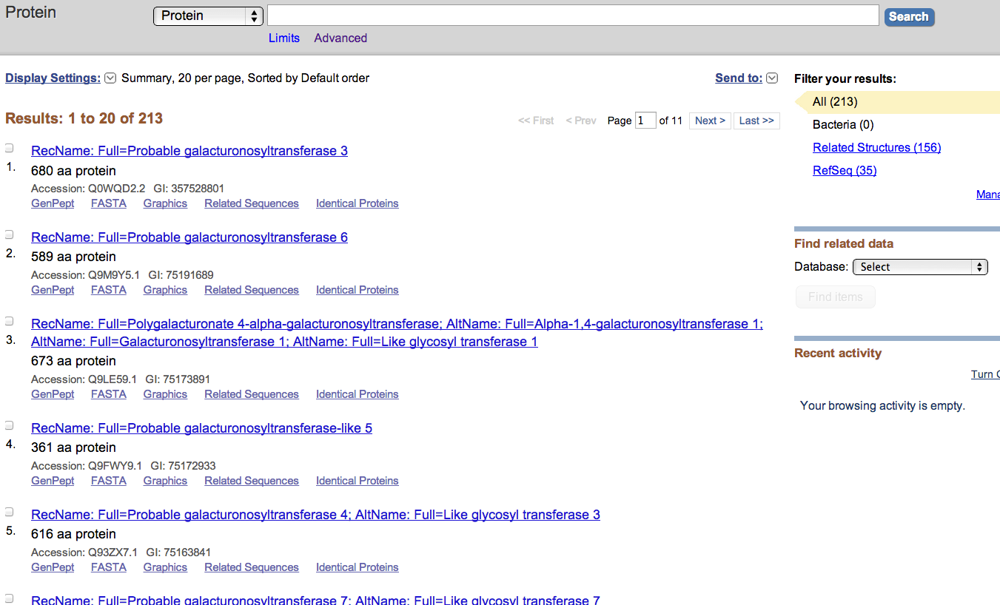 Protein
Protein
Search
Limits Advanced
Display Settings: Summary, 20 per page, Sorted by Default order
Send to:
Results: 1 to 20 of 213
<< First < Prev Page 1 of 11 Next > Last >>
RecName: Full=Probable galacturonosyltransferase 3
1. 680 aa protein
Accession: Q0WQD2.2 GI: 357528801
GenPept FASTA Graphics Related Sequences Identical Proteins
RecName: Full=Probable galacturonosyltransferase 6
2. 589 aa protein
Accession: Q9M9Y5.1 GI: 75191689
GenPept FASTA Graphics Related Sequences Identical Proteins
RecName: Full=Polygalacturonate 4-alpha-galacturonosyltransferase; AltName: Full=Alpha-1,4-galacturonosyltransferase 1;
3. AltName: Full=Galacturonosyltransferase 1; AltName: Full=Like glycosyl transferase 1
673 aa protein
Accession: Q9LE59.1 GI: 75173891
GenPept FASTA Graphics Related Sequences Identical Proteins
RecName: Full=Probable galacturonosyltransferase-like 5
4. 361 aa protein
Accession: Q9FWY9.1 GI: 75172933
GenPept FASTA Graphics Related Sequences Identical Proteins
RecName: Full=Probable galacturonosyltransferase 4; AltName: Full=Like glycosyl transferase 3
5. 616 aa protein
Accession: Q93ZX7.1 GI: 75163841
GenPept FASTA Graphics Related Sequences Identical Proteins
RecName: Full=Probable galacturonosyltransferase 7; AltName: Full=Like glycosyl transferase 7
Filter your results:
All (213)
Bacteria (0)
Related Structures (156)
RefSeq (35)
Mana
Find related data
Database: Select
Find items
Recent activity
Turn
Your browsing activity is empty.